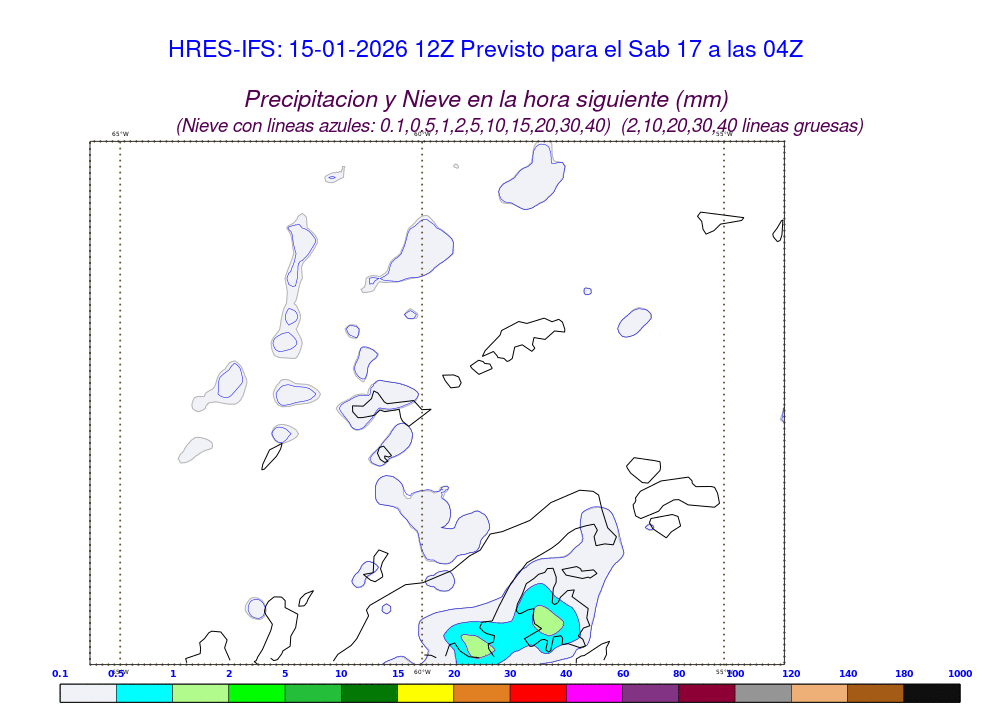 HRES-IFS: 15-01-2026 12Z Previsto para el Sab 17 a las 04Z
Precipitacion y Nieve en la hora siguiente (mm)
(Nieve con lineas azules: 0.1,0.5,1,2,5,10,15,20,30,40) (2,10,20,30,40 lineas gruesas)
65°W 60°W 55°W
65°W 60°W 55°W
0.1 0.5 1 2 5 10 15 20 30 40 60 80 100 120 140 180 1000